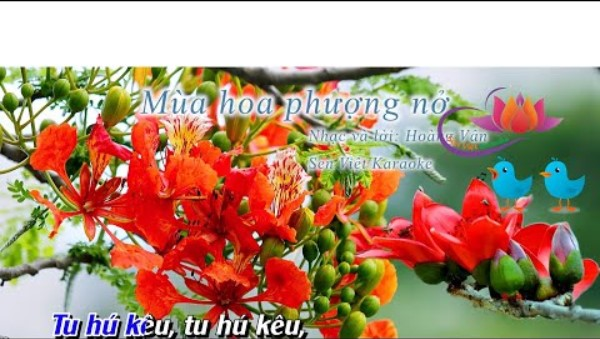 Mùa hoa phượng nở
Nhạc và lời: Hoàng Vân
Sen Việt Karaoke
Tu hú kêu, tu hú kêu,